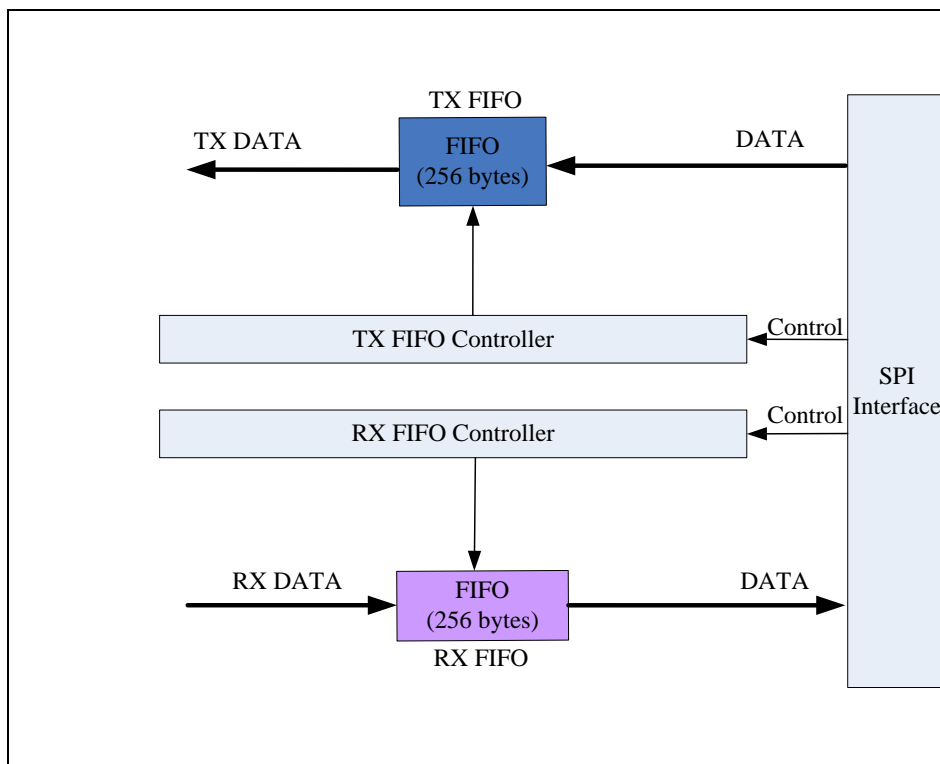 TX FIFO
TX DATA
FIFO
(256 bytes)
DATA
TX FIFO Controller
Control
SPI
Interface
RX FIFO Controller
Control
RX DATA
FIFO
(256 bytes)
DATA
RX FIFO